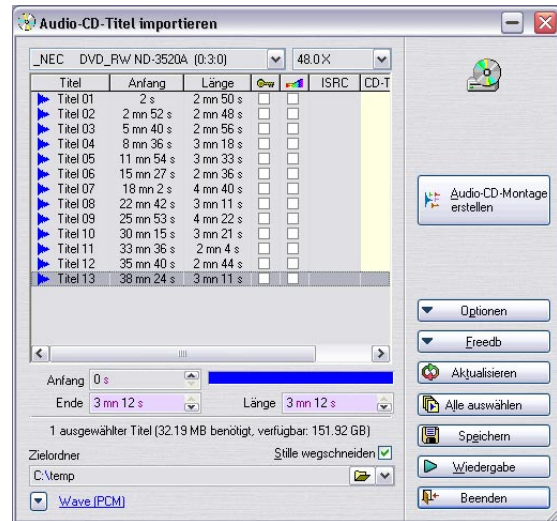 Audio-CD-Titel importieren
_NEC DVD_RW ND-3520A (0:3:0) 48.0 X
Titel Anfang Länge ISRC CD-T
Titel 01 2 s 2 mn 50 s
Titel 02 2 mn 52 s 2 mn 48 s
Titel 03 5 mn 40 s 2 mn 56 s
Titel 04 8 mn 36 s 3 mn 18 s
Titel 05 11 mn 54 s 3 mn 33 s
Titel 06 15 mn 27 s 2 mn 36 s
Titel 07 18 mn 2 s 4 mn 40 s
Titel 08 22 mn 42 s 3 mn 11 s
Titel 09 25 mn 53 s 4 mn 22 s
Titel 10 30 mn 15 s 3 mn 21 s
Titel 11 33 mn 36 s 2 mn 4 s
Titel 12 35 mn 40 s 2 mn 44 s
Titel 13 38 mn 24 s 3 mn 11 s
Anfang 0 s
Ende 3 mn 12 s Länge 3 mn 12 s
1 ausgewählter Titel (32.19 MB benötigt, verfügbar: 151.92 GB)
Zielordner Stille wegschneiden
C:\temp
Wave (PCM)
Audio-CD-Montage
erstellen
Optionen
Freedb
Aktualisieren
Alle auswählen
Speichern
Wiedergabe
Beenden